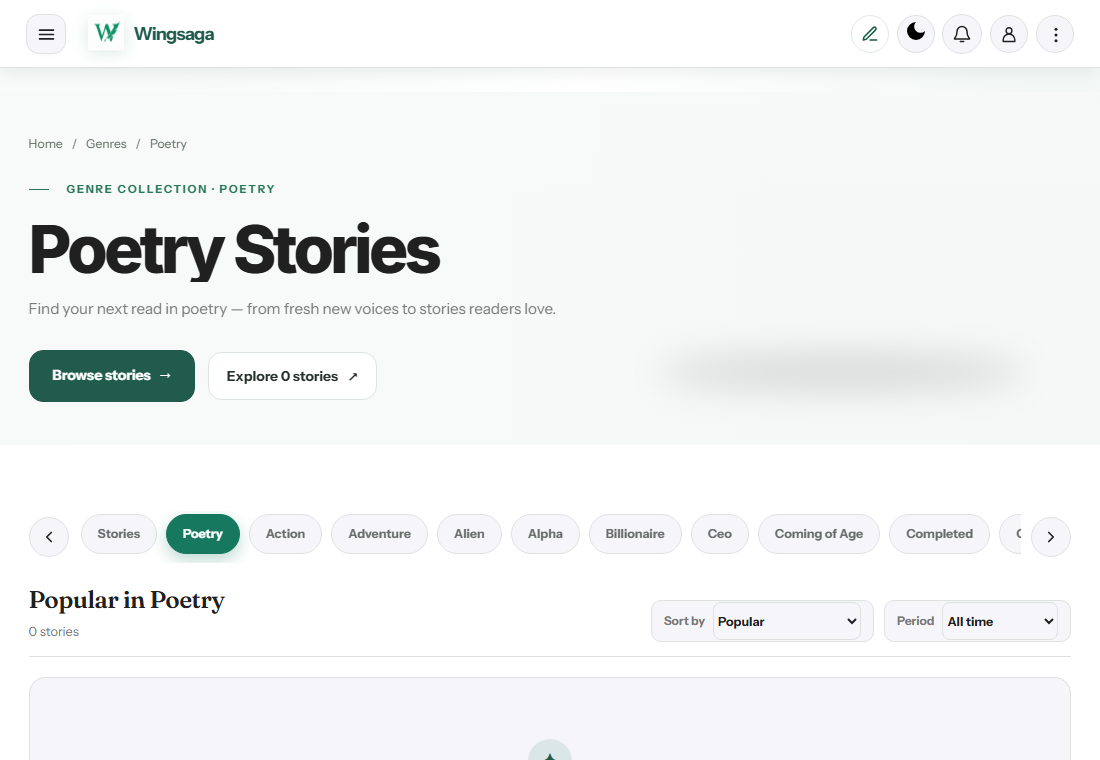 Wingsaga
Home / Genres / Poetry
GENRE COLLECTION · POETRY
Poetry Stories
Find your next read in poetry — from fresh new voices to stories readers love.
Browse stories →
Explore 0 stories ↗
Stories Poetry Action Adventure Alien Alpha Billionaire Ceo Coming of Age Completed
Popular in Poetry
0 stories
Sort by Popular
Period All time